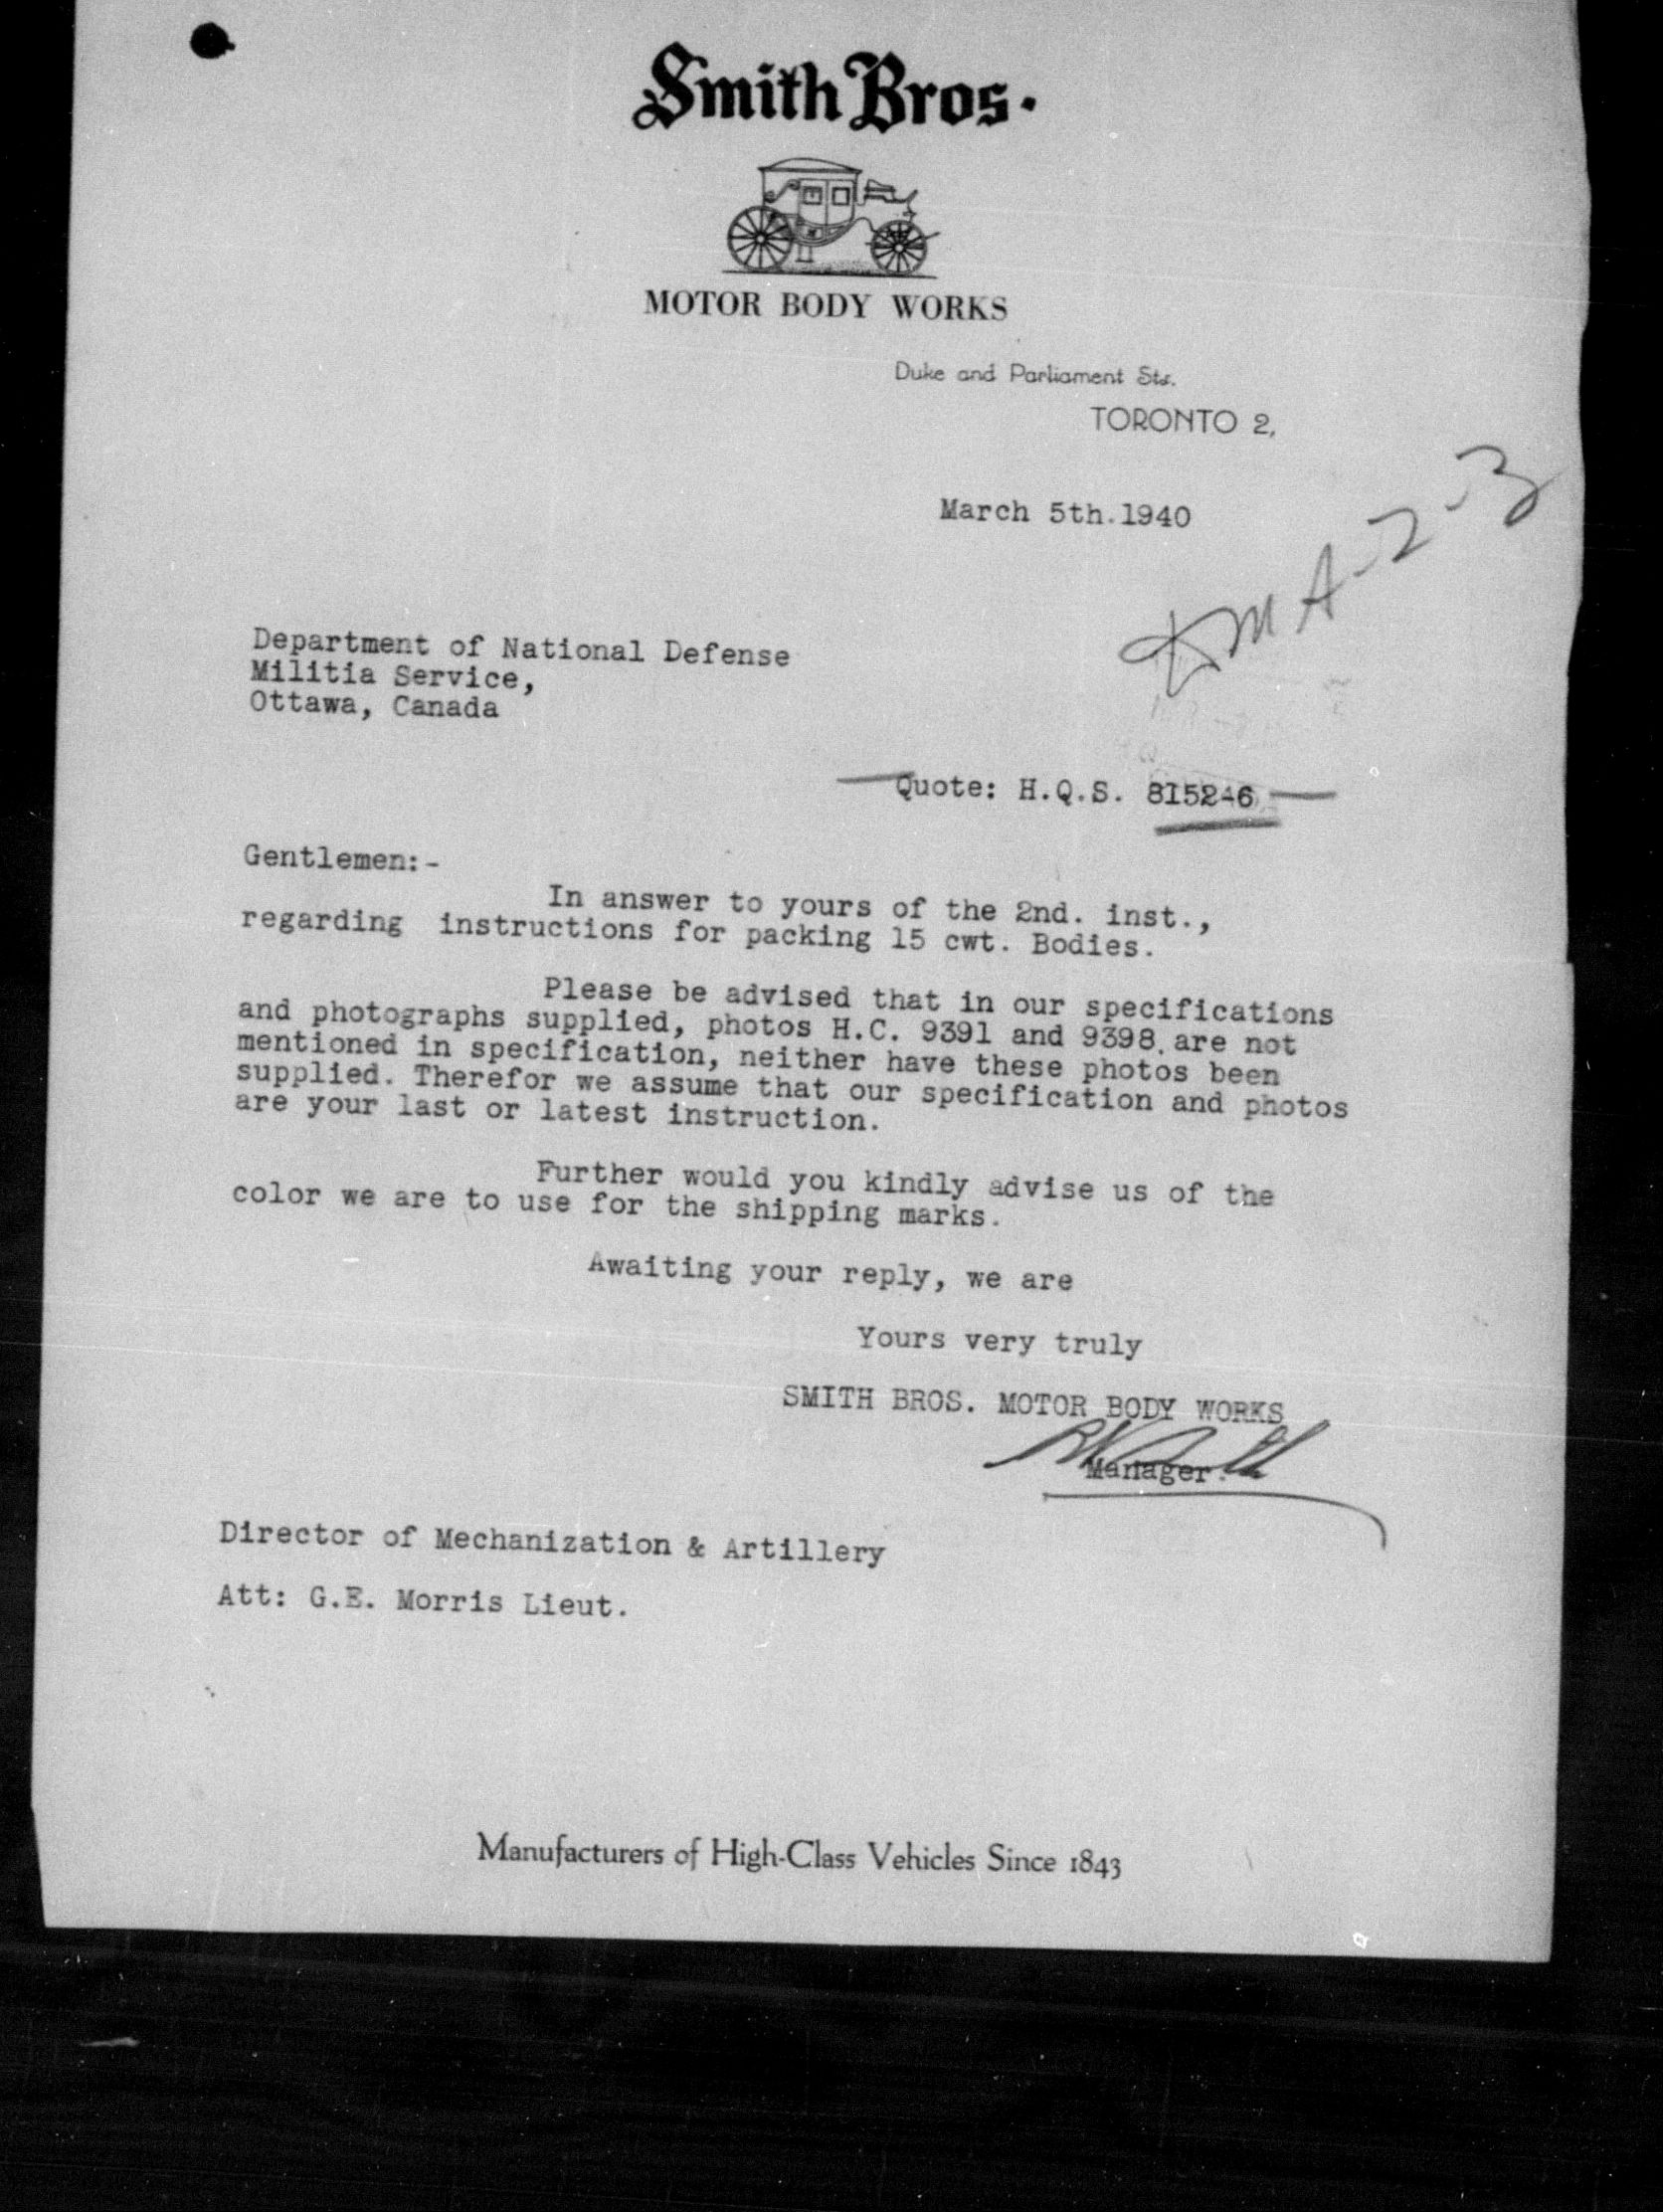 Smith Bros.
MOTOR BODY WORKS
Duke and Parliament Sts.
TORONTO 2,
March 5th.1940
DMA-2-3
Department of National Defense
Militia Service,
Ottawa, Canada
Quote: H.Q.S.
Gentlemen:-
In answer to yours of the 2nd. inst.,
regarding instructions for packing 15 cwt. Bodies.
Please be advised that in our specifications
and photographs supplied, photos H.C. 9391 and 9398. are not
mentioned in specification, neither have these photos been
supplied. Therefor we assume that our specification and photos
are your last or latest instruction.
Further would you kindly advise us of the
color we are to use for the shipping marks.
Awaiting your reply, we are
Yours very truly
SMITH BROS. MOTOR BODY WORKS
Manager.
Director of Mechanization & Artillery
Att: G.E. Morris Lieut.
Manufacturers of High-Class Vehicles Since 1843